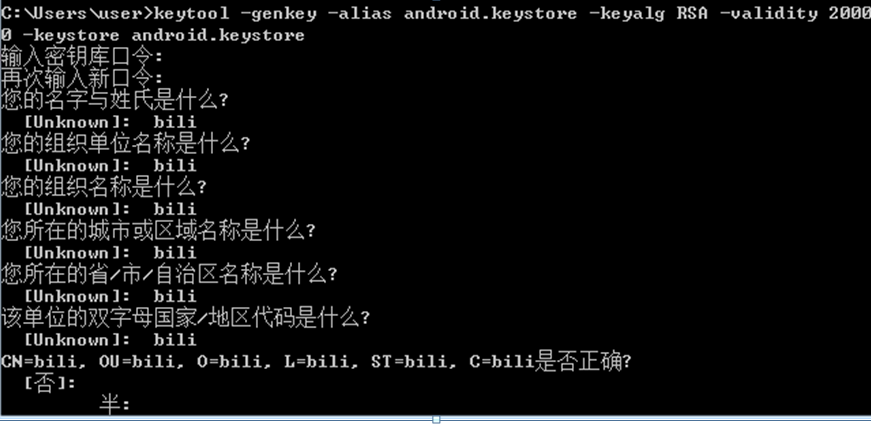 C:\Users\user>keytool -genkey -alias android.keystore -keyalg RSA -validity 2000
0 -keystore android.keystore
输入密钥库口令:
再次输入新口令:
您的名字与姓氏是什么?
[Unknown]:  bili
您的组织单位名称是什么?
[Unknown]:  bili
您的组织名称是什么?
[Unknown]:  bili
您所在的城市或区域名称是什么?
[Unknown]:  bili
您所在的省/市/自治区名称是什么?
[Unknown]:  bili
该单位的双字母国家/地区代码是什么?
[Unknown]:  bili
CN=bili, OU=bili, O=bili, L=bili, ST=bili, C=bili是否正确?
[否]:
半: